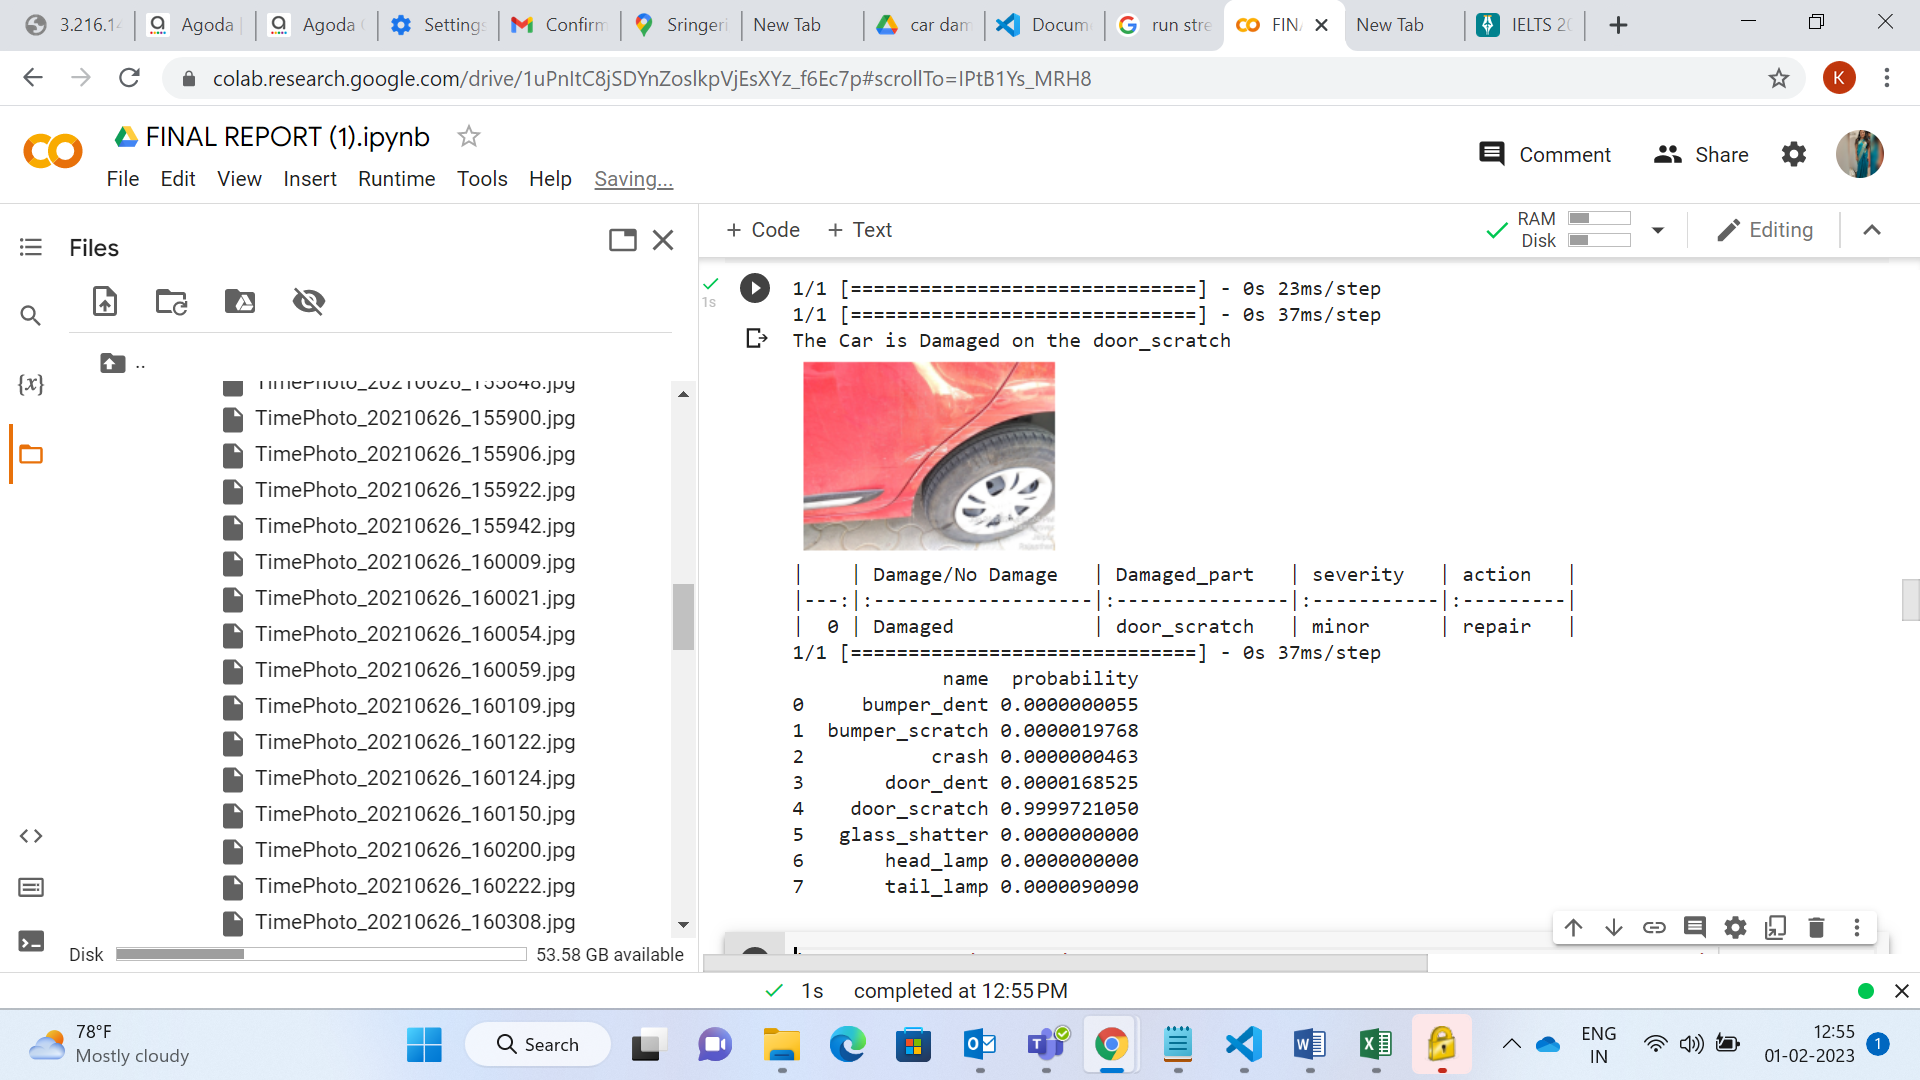 3.216.14
Agoda
Agoda
Settings
Confirm
Sringeri
New Tab
car dam
Docume
run stre
FIN
New Tab
IELTS 20
colab.research.google.com/drive/1uPnItC8jSDYnZoslkpVjEsXYz_f6Ec7p#scrollTo=IPtB1Ys_MRH8
K
FINAL REPORT (1).ipynb
File Edit View Insert Runtime Tools Help Saving...
Comment
Share
Files
+ Code + Text
RAM
Disk
Editing
..
TimePhoto_20210626_155848.jpg
TimePhoto_20210626_155900.jpg
TimePhoto_20210626_155906.jpg
TimePhoto_20210626_155922.jpg
TimePhoto_20210626_155942.jpg
TimePhoto_20210626_160009.jpg
TimePhoto_20210626_160021.jpg
TimePhoto_20210626_160054.jpg
TimePhoto_20210626_160059.jpg
TimePhoto_20210626_160109.jpg
TimePhoto_20210626_160122.jpg
TimePhoto_20210626_160124.jpg
TimePhoto_20210626_160150.jpg
TimePhoto_20210626_160200.jpg
TimePhoto_20210626_160222.jpg
TimePhoto_20210626_160308.jpg
Disk 53.58 GB available
1s
1/1 [==============================] - 0s 23ms/step
1/1 [==============================] - 0s 37ms/step
The Car is Damaged on the door_scratch
|    | Damage/No Damage   | Damaged_part   | severity   | action   |
|---:|:-------------------|:---------------|:-----------|:---------|
|  0 | Damaged            | door_scratch   | minor      | repair   |
1/1 [==============================] - 0s 37ms/step
name probability
0 bumper_dent 0.0000000055
1 bumper_scratch 0.0000019768
2 crash 0.0000000463
3 door_dent 0.0000168525
4 door_scratch 0.9999721050
5 glass_shatter 0.0000000000
6 head_lamp 0.0000000000
7 tail_lamp 0.0000090090
1s completed at 12:55 PM
78°F
Mostly cloudy
Search
ENG
IN
12:55
01-02-2023
1